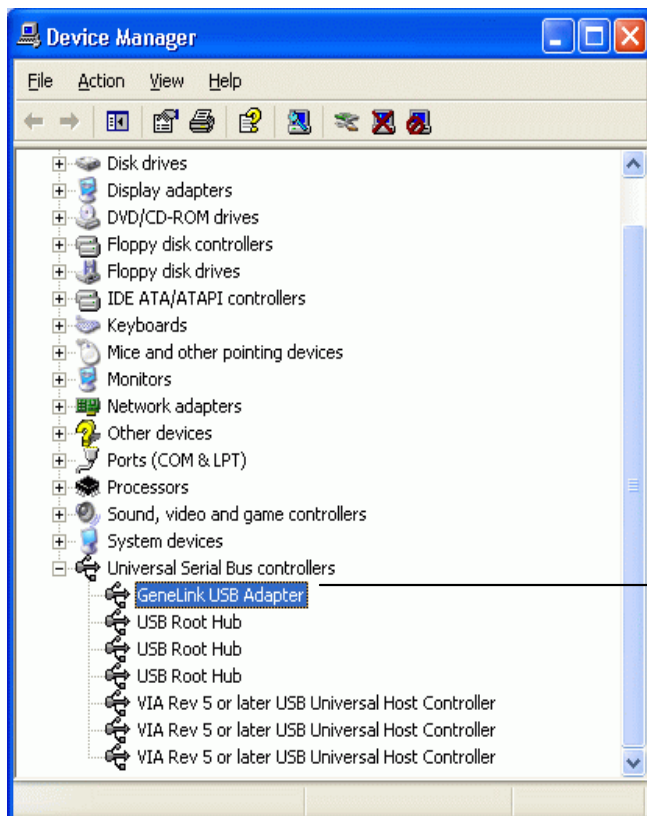 Device Manager
File Action View Help
Disk drives
Display adapters
DVD/CD-ROM drives
Floppy disk controllers
Floppy disk drives
IDE ATA/ATAPI controllers
Keyboards
Mice and other pointing devices
Monitors
Network adapters
Other devices
Ports (COM & LPT)
Processors
Sound, video and game controllers
System devices
Universal Serial Bus controllers
GeneLink USB Adapter
USB Root Hub
USB Root Hub
USB Root Hub
VIA Rev 5 or later USB Universal Host Controller
VIA Rev 5 or later USB Universal Host Controller
VIA Rev 5 or later USB Universal Host Controller